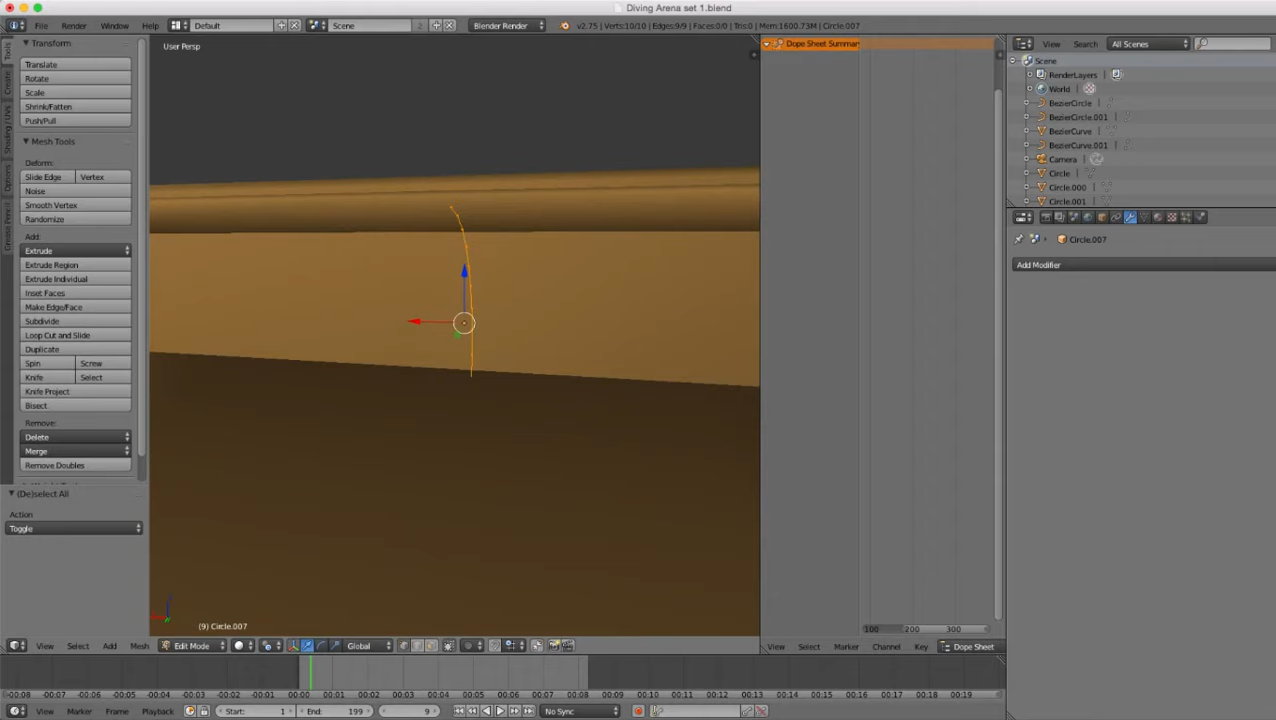 Diving Arena set 1.blend
File Render Window Help Default Scene 2 Blender Render v2.75 | Verts:10/10 | Edges:9/9 | Faces:0/0 | Tris:0 | Mem:1600.73M | Circle.007
Tools
Create
Shading / UVs
Options
Grease Pencil
Transform
Translate
Rotate
Scale
Shrink/Fatten
Push/Pull
Mesh Tools
Deform:
Slide Edge Vertex
Noise
Smooth Vertex
Randomize
Add:
Extrude
Extrude Region
Extrude Individual
Inset Faces
Make Edge/Face
Subdivide
Loop Cut and Slide
Duplicate
Spin Screw
Knife Select
Knife Project
Bisect
Remove:
Delete
Merge
Remove Doubles
(De)select All
Action
Toggle
User Persp
(9) Circle.007
View Select Add Mesh Edit Mode Global
Dope Sheet Summar
100 200 300
View Select Marker Channel Key Dope Sheet
View Search All Scenes
Scene
RenderLayers
World
BezierCircle
BezierCircle.001
BezierCurve
BezierCurve.001
Camera
Circle
Circle.000
Circle.001
Circle.007
Add Modifier
-00:08 -00:07 -00:06 -00:05 -00:04 -00:03 -00:02 -00:01 00:00 00:01 00:02 00:03 00:04 00:05 00:06 00:07 00:08 00:09 00:10 00:11 00:12 00:13 00:14 00:15 00:16 00:17 00:18 00:19
View Marker Frame Playback Start: 1 End: 199 9 No Sync